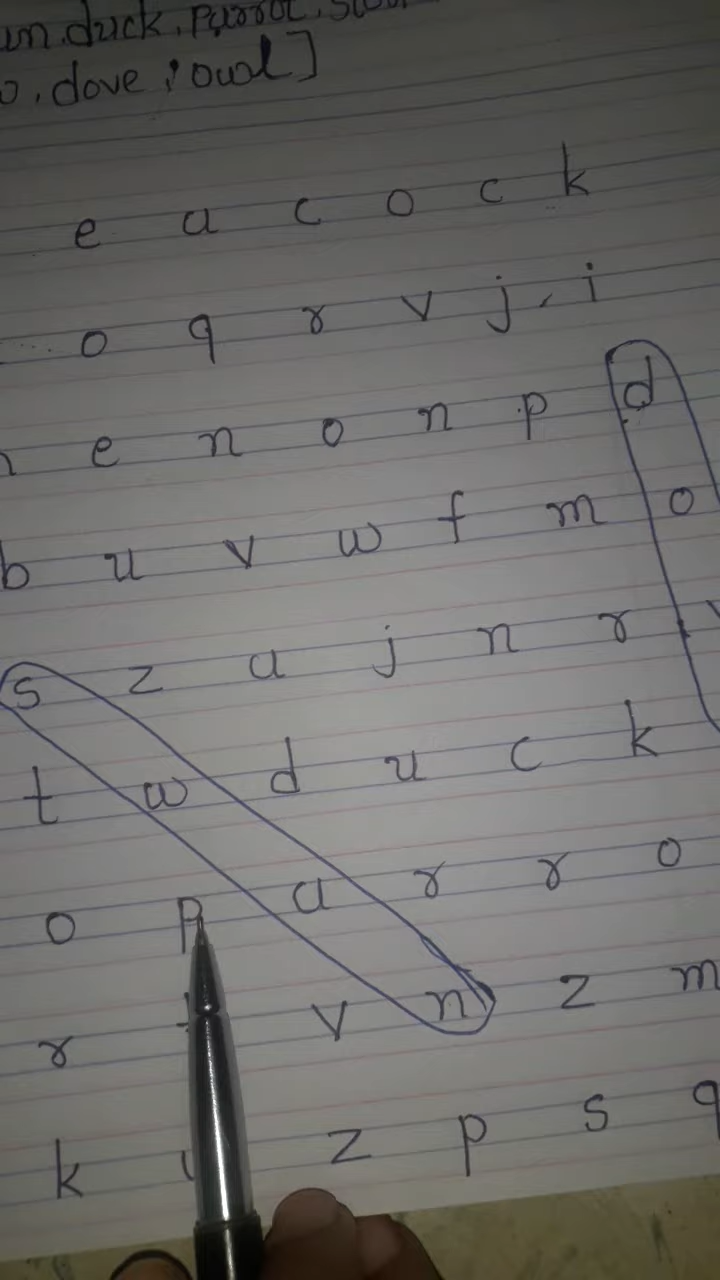 duck, parrot,
dove, owl]
e a c o c k
o q r v j i
e n o n p d
b u v w f m o
s z a j n r
t w d u c k
o p a r r o
r v n z m
k z p s q